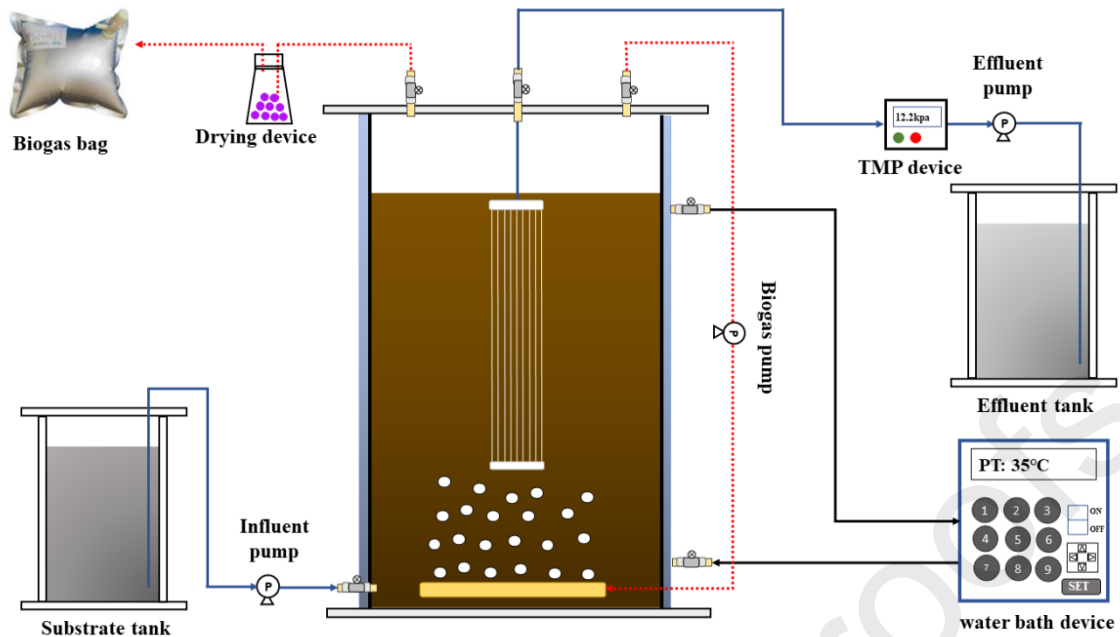 Biogas bag
Drying device
12.2kpa
TMP device
Effluent
pump
P
Biogas pump
P
Effluent tank
Substrate tank
Influent
pump
P
PT: 35°C
1 2 3
4 5 6
7 8 9
ON
OFF
SET
water bath device
oofs